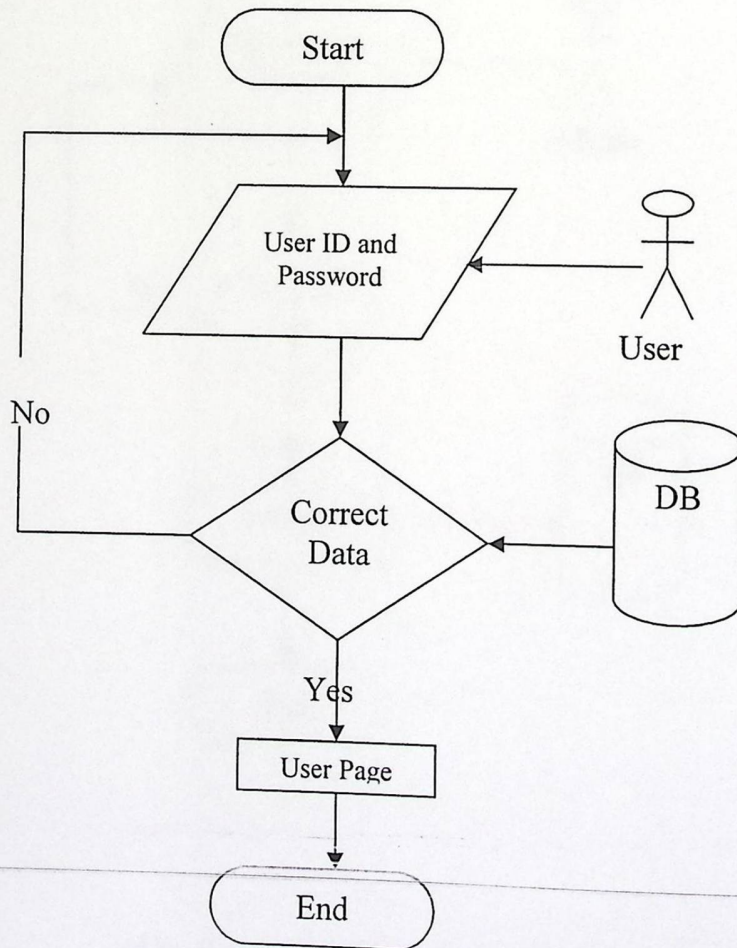 Start
User ID and
Password
User
No
Correct
Data
DB
Yes
User Page
End